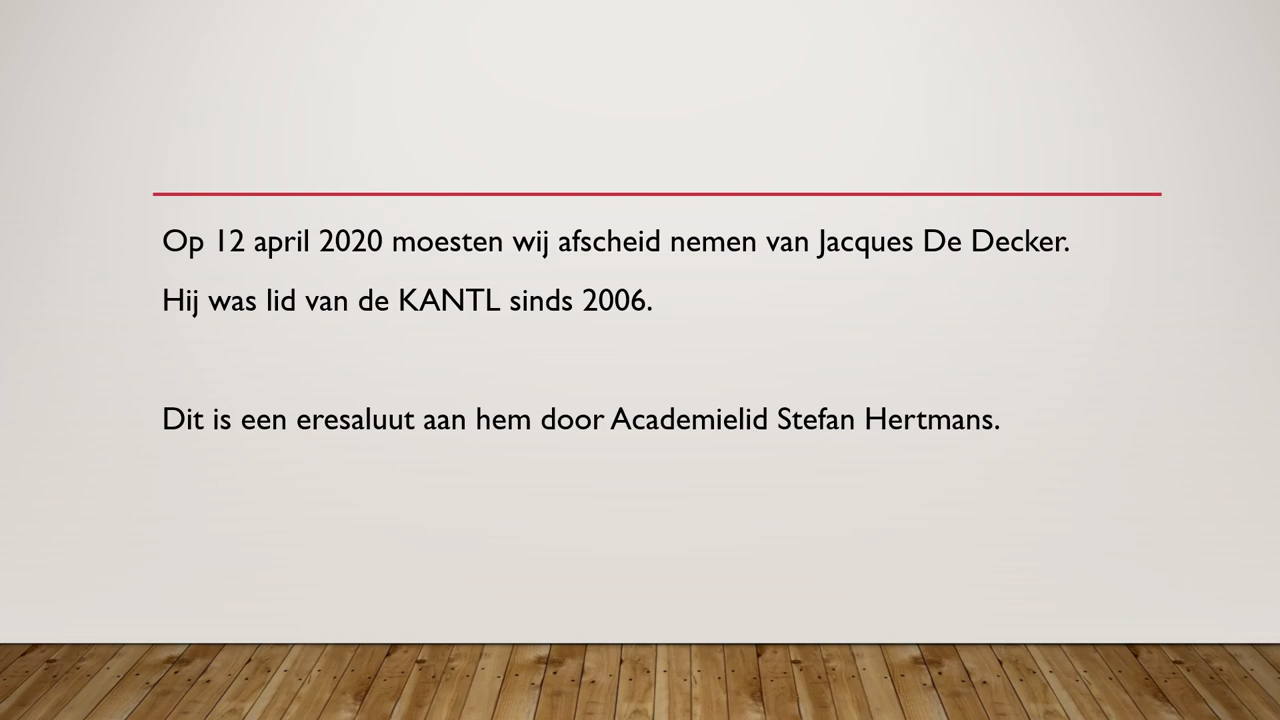 Op 12 april 2020 moesten wij afscheid nemen van Jacques De Decker.
Hij was lid van de KANTL sinds 2006.
Dit is een eresaluut aan hem door Academielid Stefan Hertmans.